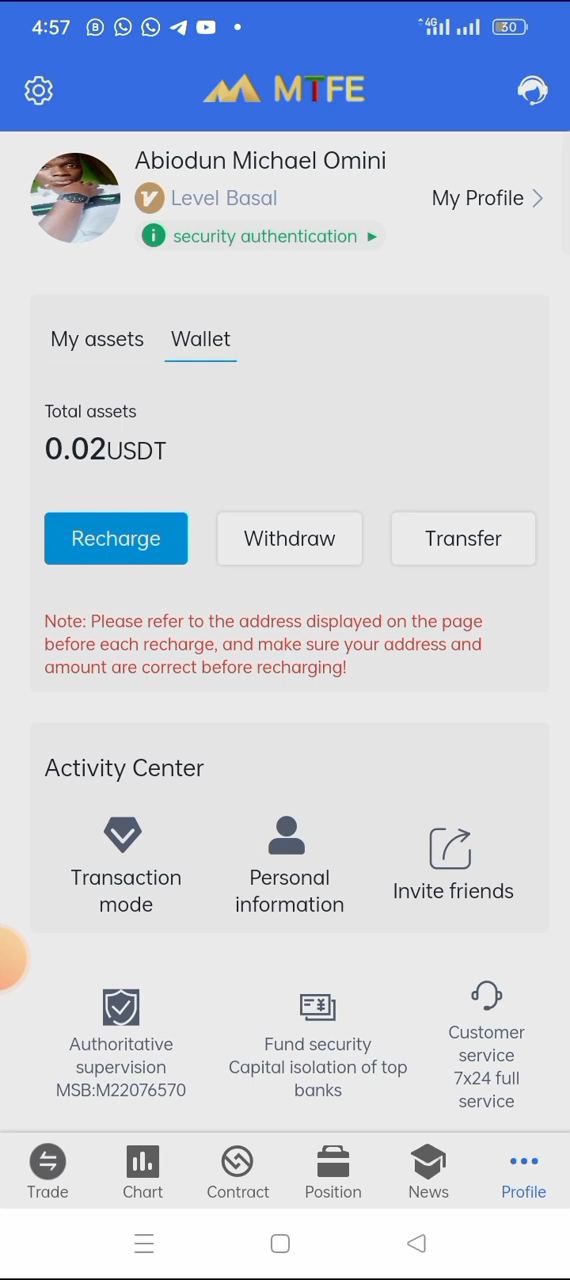 4:57
4G
30
MTFE
Abiodun Michael Omini
Level Basal
My Profile
security authentication
My assets
Wallet
Total assets
0.02USDT
Recharge
Withdraw
Transfer
Note: Please refer to the address displayed on the page
before each recharge, and make sure your address and
amount are correct before recharging!
Activity Center
Transaction
mode
Personal
information
Invite friends
Authoritative
supervision
MSB:M22076570
Fund security
Capital isolation of top
banks
Customer
service
7x24 full
service
Trade
Chart
Contract
Position
News
Profile